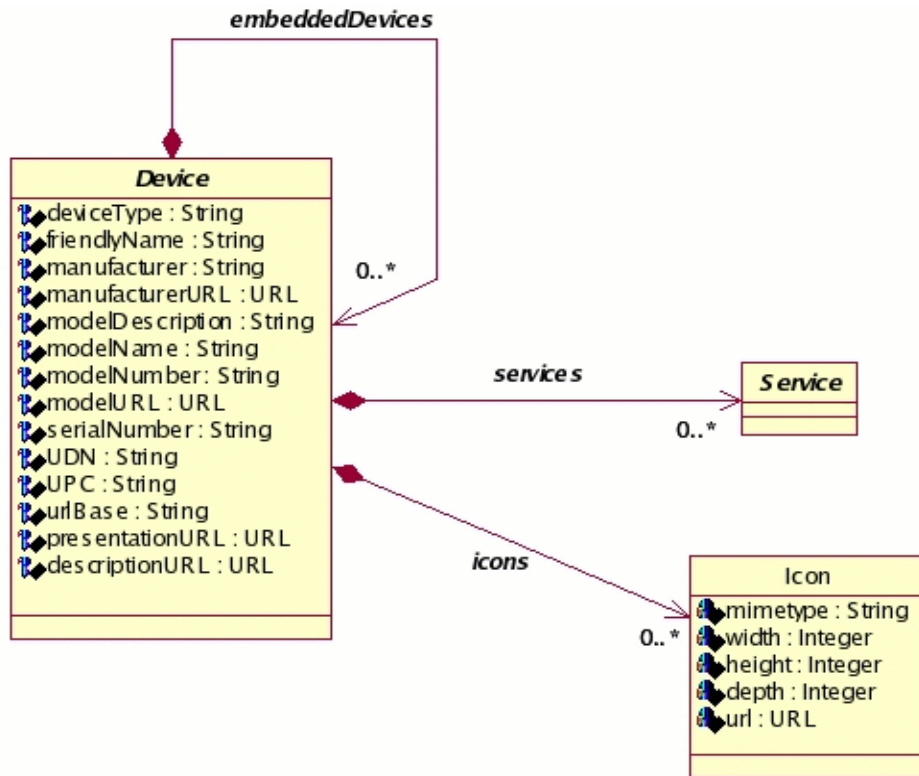 embeddedDevices
Device
deviceType : String
friendlyName : String
manufacturer : String
manufacturerURL : URL
modelDescription : String
modelName : String
modelNumber : String
modelURL : URL
serialNumber : String
UDN : String
UPC : String
urlBase : String
presentationURL : URL
descriptionURL : URL
0..*
services
0..*
Service
icons
0..*
Icon
mimetype : String
width : Integer
height : Integer
depth : Integer
url : URL